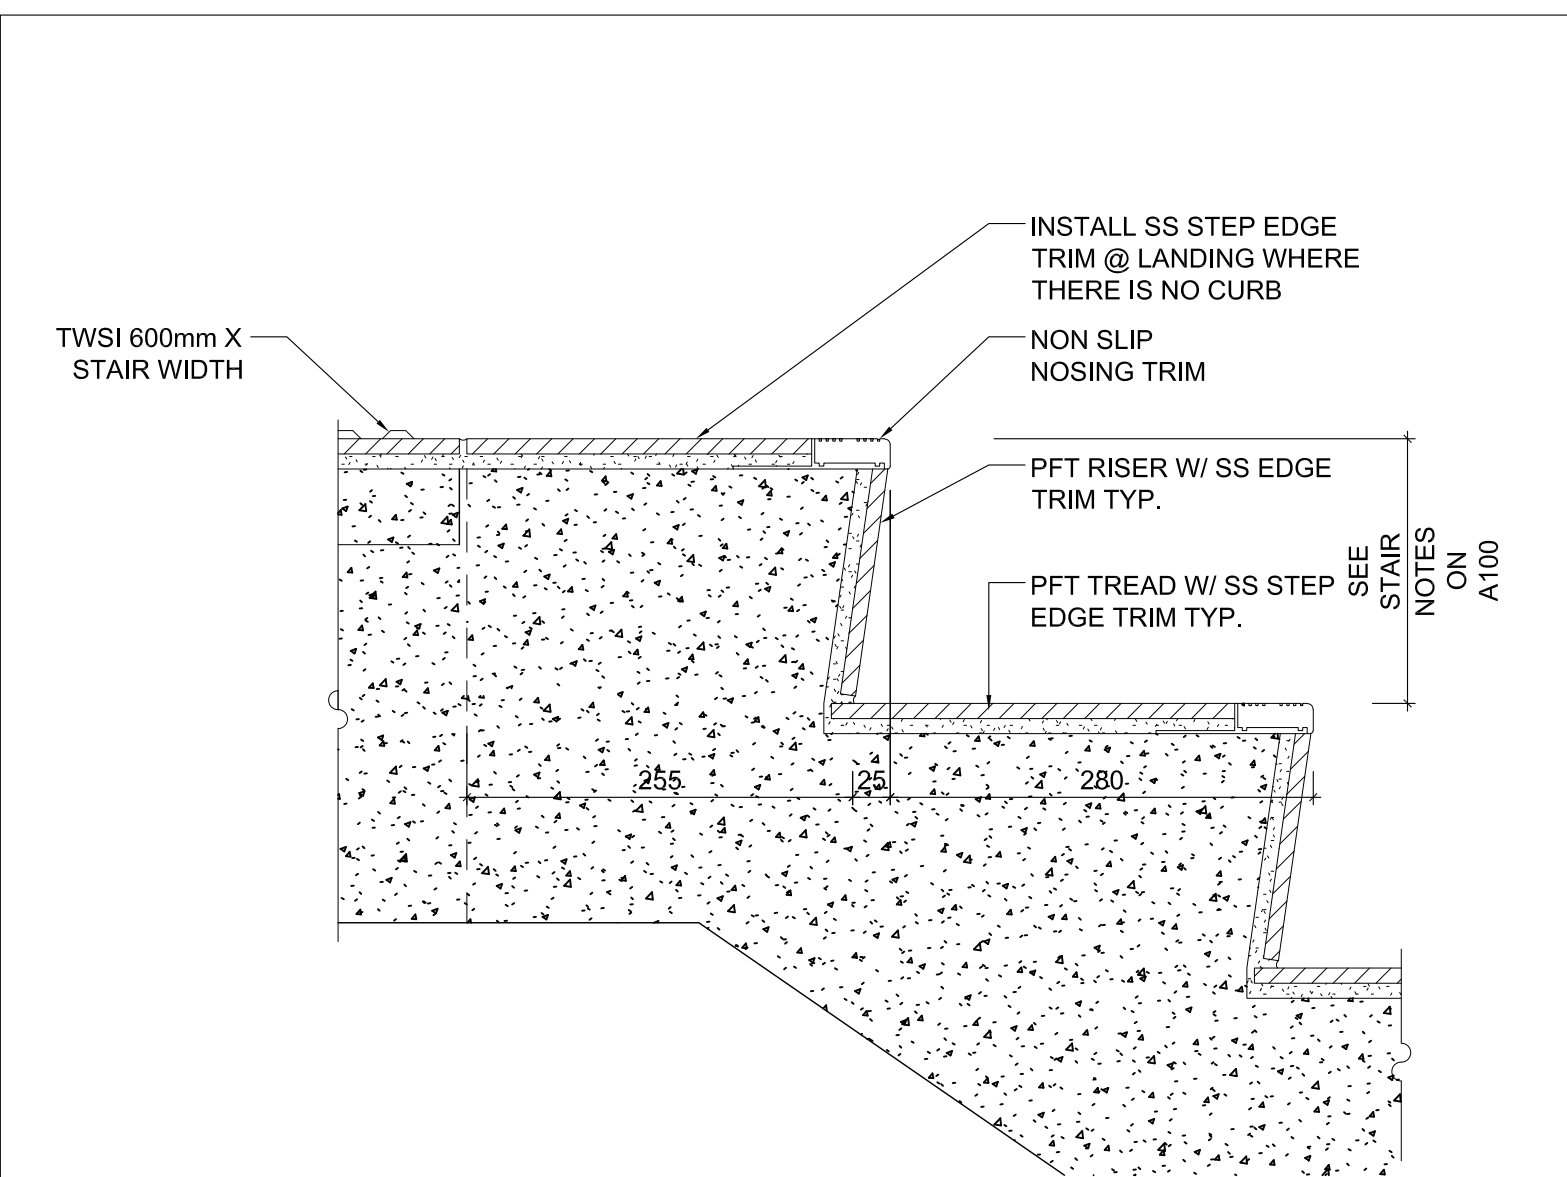 INSTALL SS STEP EDGE
TRIM @ LANDING WHERE
THERE IS NO CURB
TWSI 600mm X
STAIR WIDTH
NON SLIP
NOSING TRIM
PFT RISER W/ SS EDGE
TRIM TYP.
PFT TREAD W/ SS STEP
EDGE TRIM TYP.
SEE
STAIR
NOTES
ON
A100
255
25
280